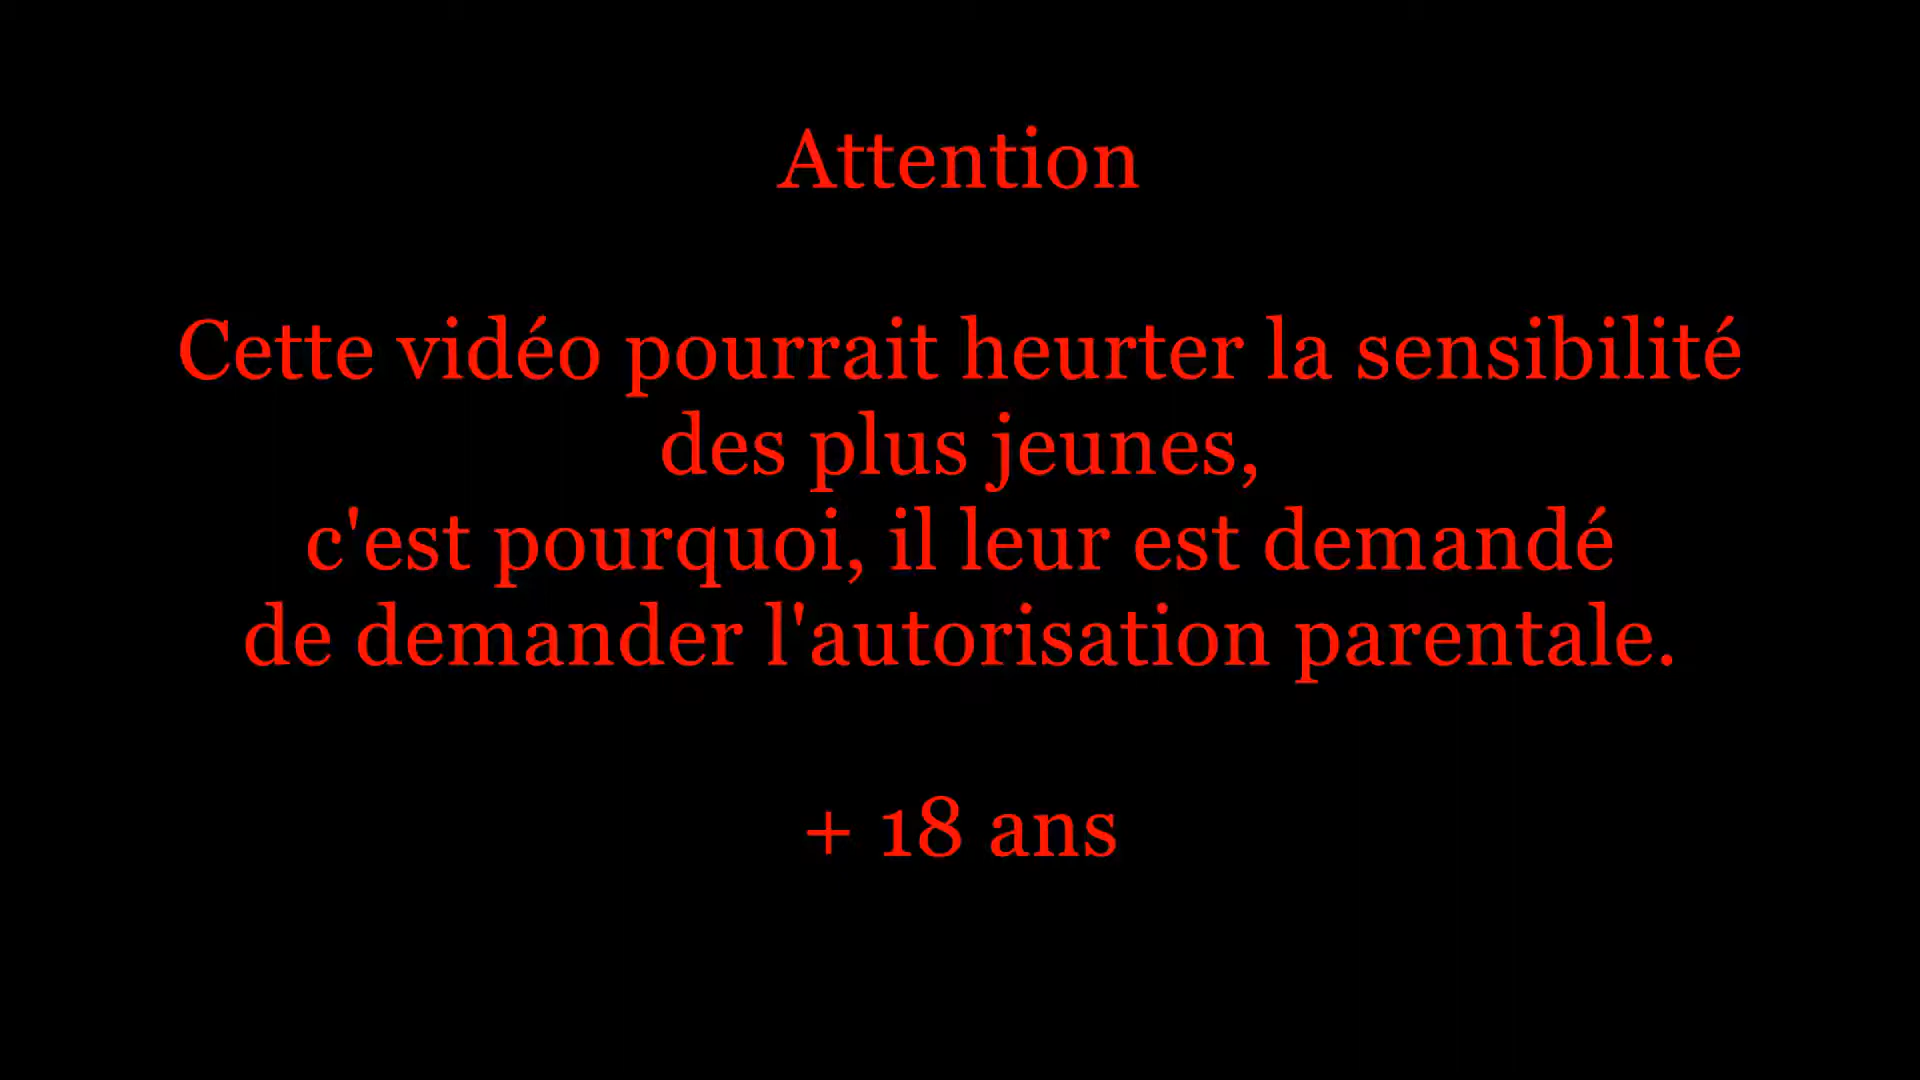 Attention
Cette vidéo pourrait heurter la sensibilité
des plus jeunes,
c'est pourquoi, il leur est demandé
de demander l'autorisation parentale.
+ 18 ans